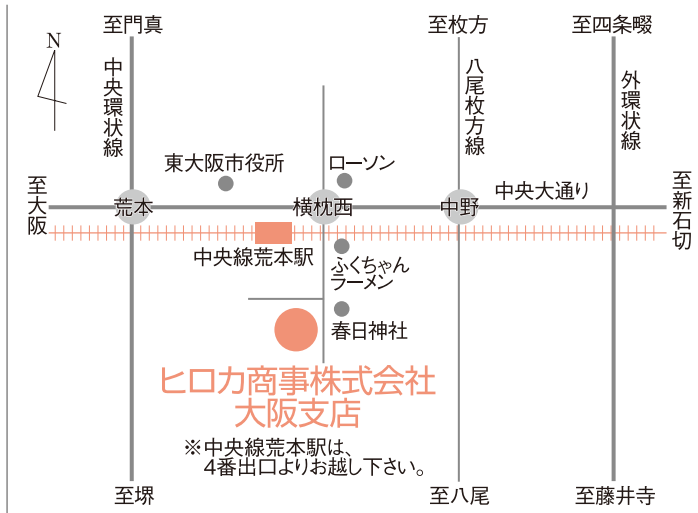 至門真
至枚方
至四条畷
N
中央環状線
八尾枚方線
外環状線
東大阪市役所
ローソン
至大阪
荒本
横枕西
中野
中央大通り
至新石切
中央線荒本駅
ふくちゃん
ラーメン
春日神社
ヒロカ商事株式会社
大阪支店
※中央線荒本駅は、
4番出口よりお越し下さい。
至堺
至八尾
至藤井寺